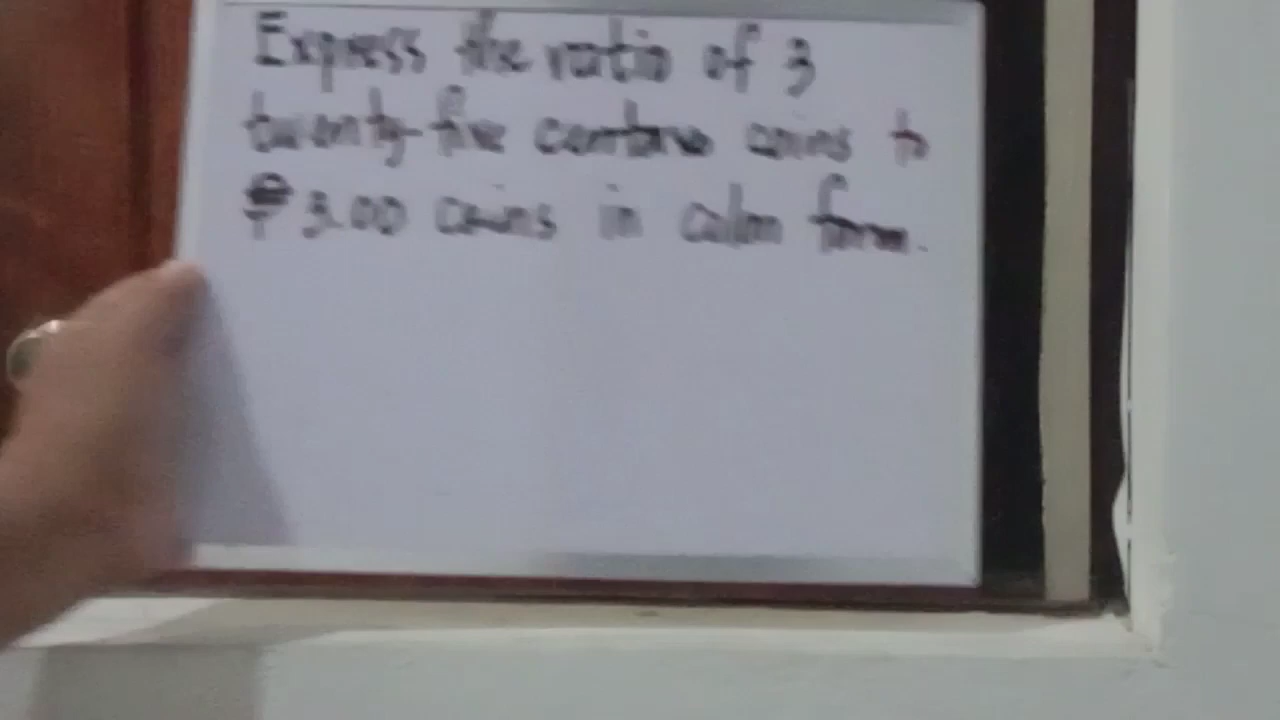 Express the ratio of 3
twenty-five centavo coins to
₱3.00 coins in colon form.